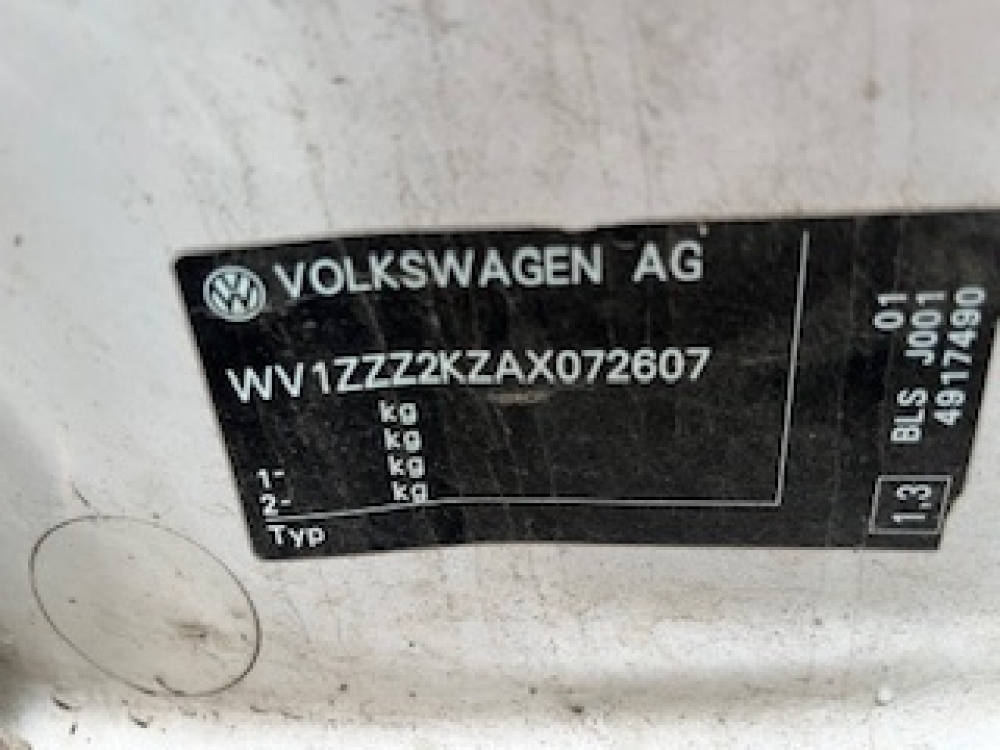 VOLKSWAGEN AG
WV1ZZZ2KZAX072607
kg
kg
1- kg
2- kg
Typ
01
BLS J001
4917490
1.3